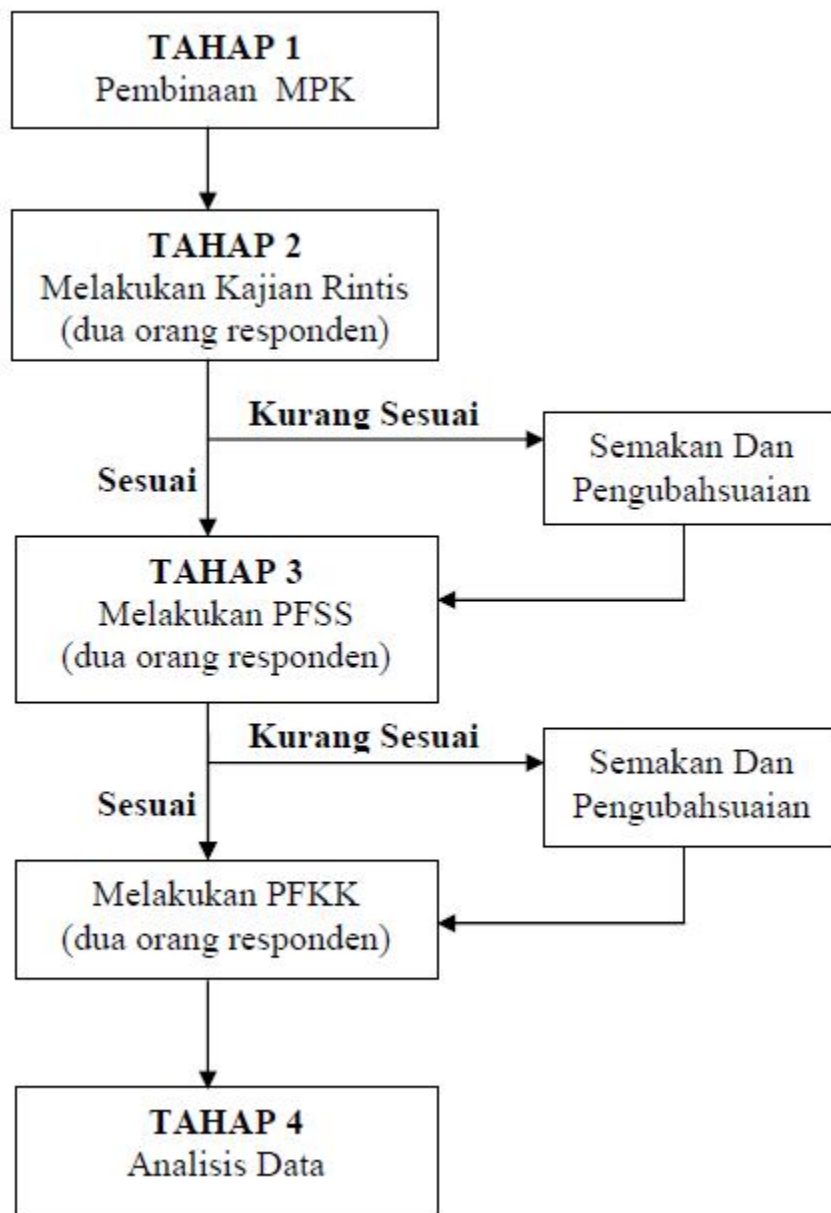 TAHAP 1
Pembinaan MPK
TAHAP 2
Melakukan Kajian Rintis
(dua orang responden)
Kurang Sesuai
Semakan Dan
Pengubahsuaian
Sesuai
TAHAP 3
Melakukan PFSS
(dua orang responden)
Kurang Sesuai
Semakan Dan
Pengubahsuaian
Sesuai
Melakukan PFKK
(dua orang responden)
TAHAP 4
Analisis Data